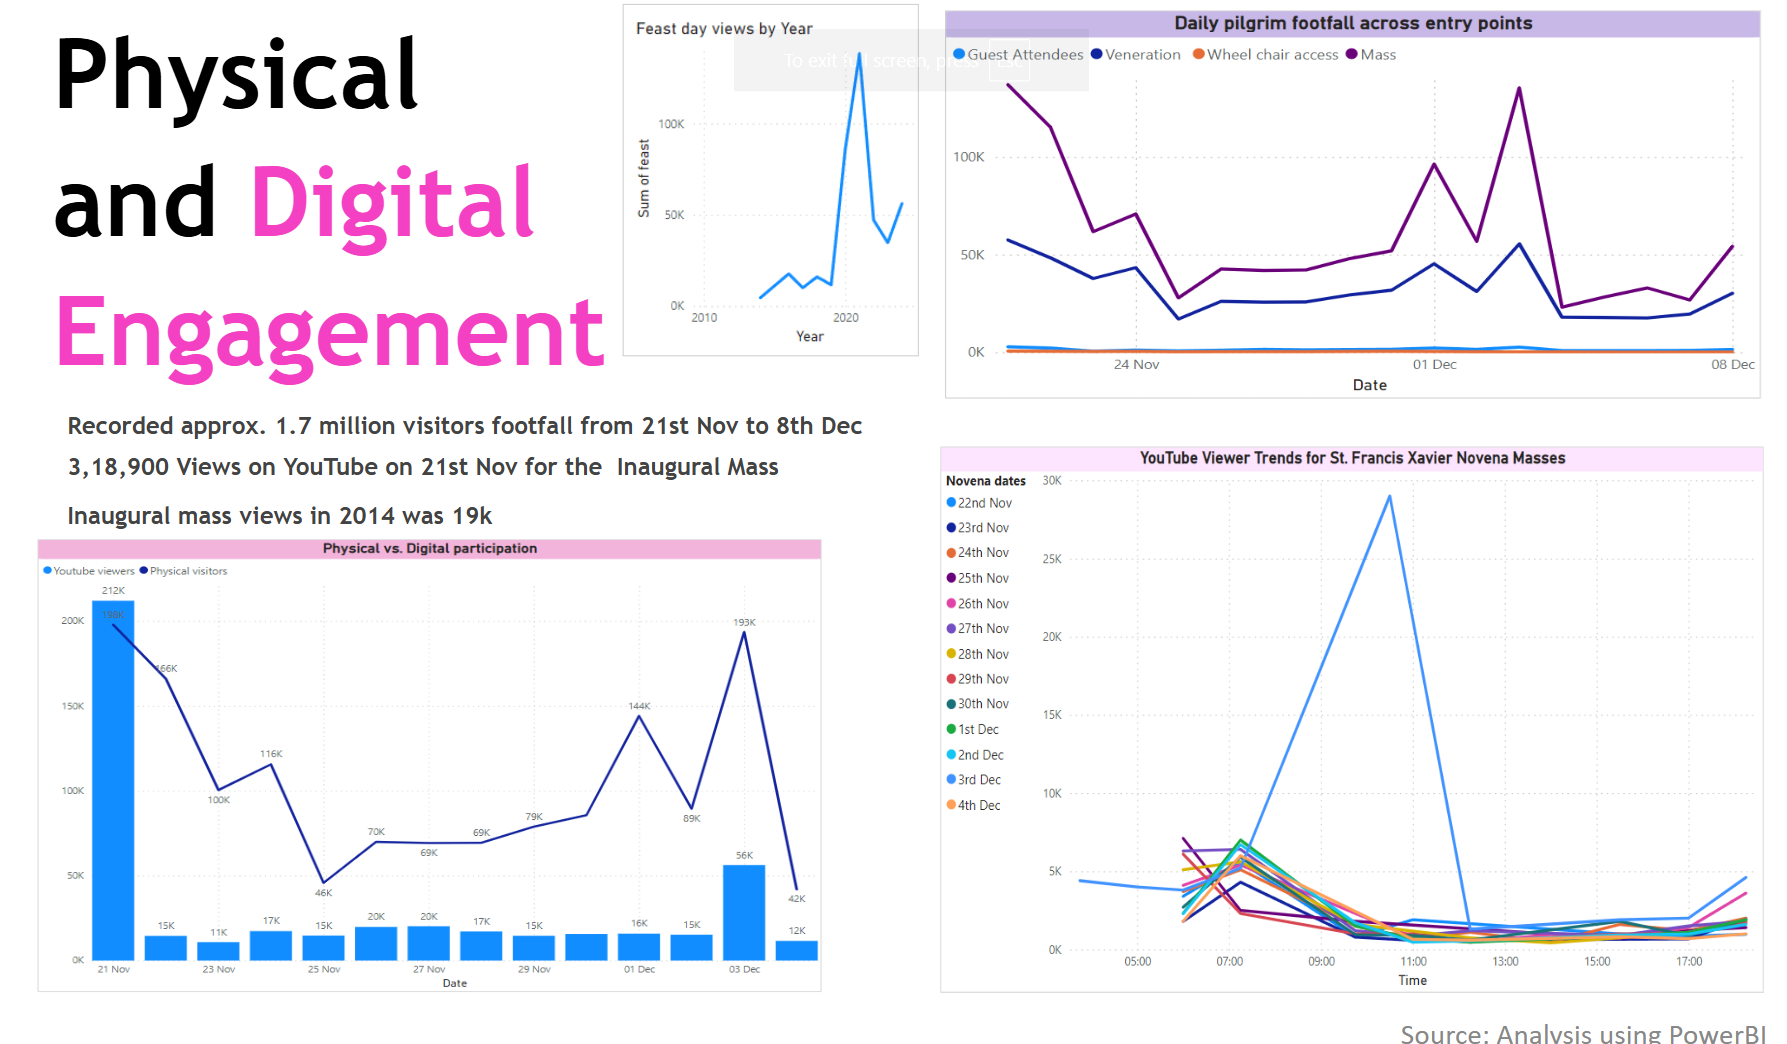 Physical
and Digital
Engagement
Recorded approx. 1.7 million visitors footfall from 21st Nov to 8th Dec
3,18,900 Views on YouTube on 21st Nov for the Inaugural Mass
Inaugural mass views in 2014 was 19k
Feast day views by Year
Sum of feast
100K
50K
0K
2010 2020
Year
To exit full screen, press Esc
Daily pilgrim footfall across entry points
Guest Attendees Veneration Wheel chair access Mass
100K
50K
0K
24 Nov 01 Dec 08 Dec
Date
Physical vs. Digital participation
Youtube viewers Physical visitors
200K
150K
100K
50K
0K
212K
198K
166K
100K
116K
46K
70K
69K
69K
79K
144K
89K
193K
42K
15K
11K
17K
15K
20K
20K
17K
15K
16K
15K
56K
12K
21 Nov 23 Nov 25 Nov 27 Nov 29 Nov 01 Dec 03 Dec
Date
YouTube Viewer Trends for St. Francis Xavier Novena Masses
Novena dates
22nd Nov
23rd Nov
24th Nov
25th Nov
26th Nov
27th Nov
28th Nov
29th Nov
30th Nov
1st Dec
2nd Dec
3rd Dec
4th Dec
30K
25K
20K
15K
10K
5K
0K
05:00 07:00 09:00 11:00 13:00 15:00 17:00
Time
Source: Analysis using PowerBI